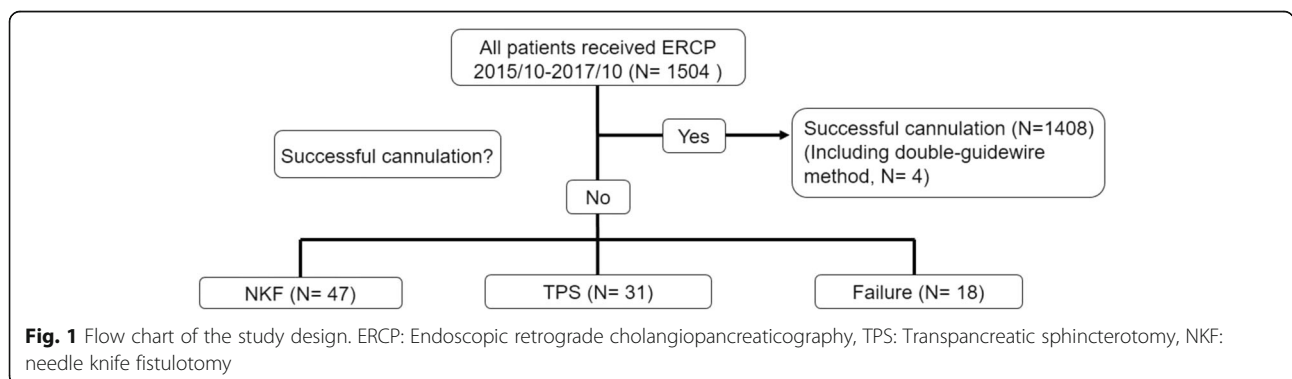 All patients received ERCP
2015/10-2017/10 (N= 1504 )
Successful cannulation?
Yes
Successful cannulation (N=1408)
(Including double-guidewire
method, N= 4)
No
NKF (N= 47)
TPS (N= 31)
Failure (N= 18)
Fig. 1 Flow chart of the study design. ERCP: Endoscopic retrograde cholangiopancreaticography, TPS: Transpancreatic sphincterotomy, NKF:
needle knife fistulotomy